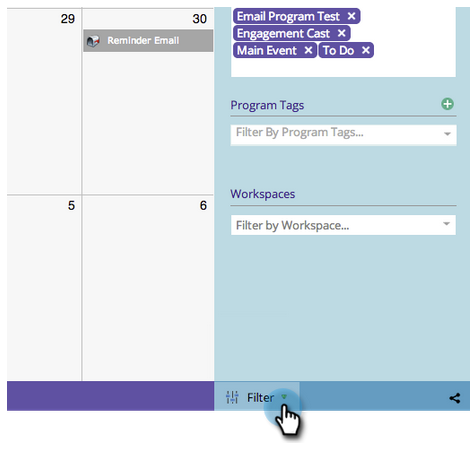 29
30
Reminder Email
5
6
Email Program Test ×
Engagement Cast ×
Main Event × To Do ×
Program Tags
Filter By Program Tags...
Workspaces
Filter by Workspace...
Filter